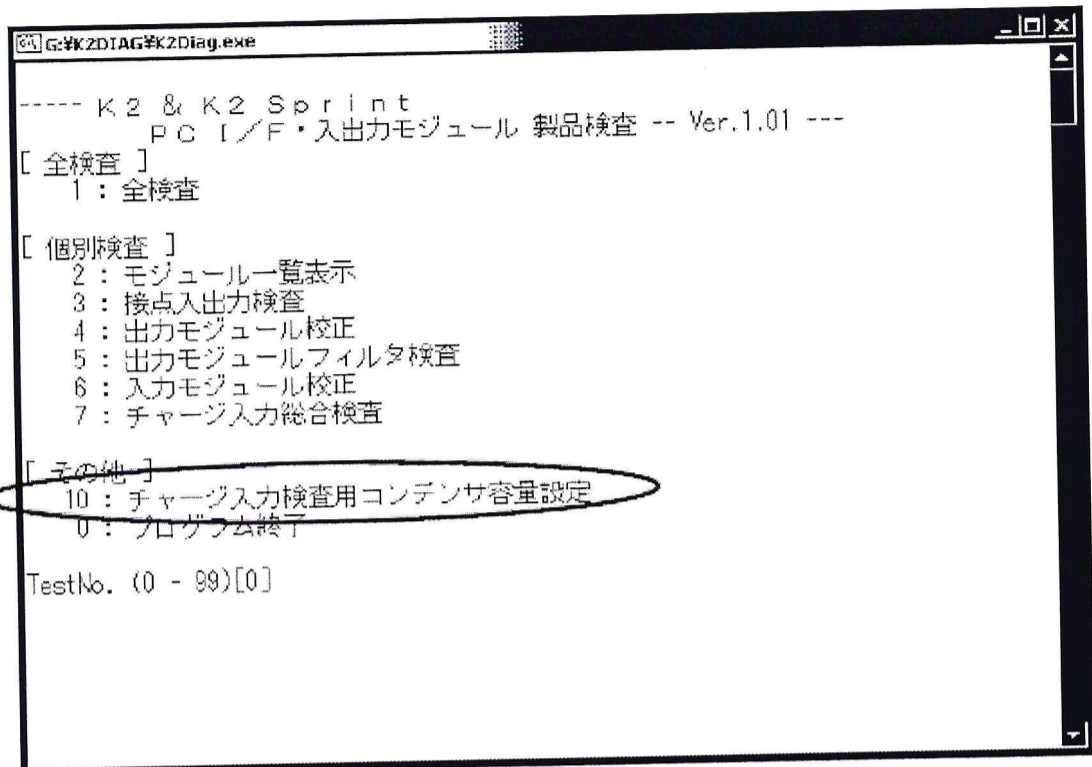 G:¥K2DIAG¥K2Diag.exe
----- K2 & K2 Sprint
PC I/F・入出力モジュール 製品検査 -- Ver.1.01 ---
[ 全検査 ]
1 : 全検査
[ 個別検査 ]
2 : モジュール一覧表示
3 : 接点入出力検査
4 : 出力モジュール校正
5 : 出力モジュールフィルタ検査
6 : 入力モジュール校正
7 : チャージ入力総合検査
[ その他 ]
10 : チャージ入力検査用コンデンサ容量設定
0 : プログラム終了
TestNo. (0 - 99)[0]